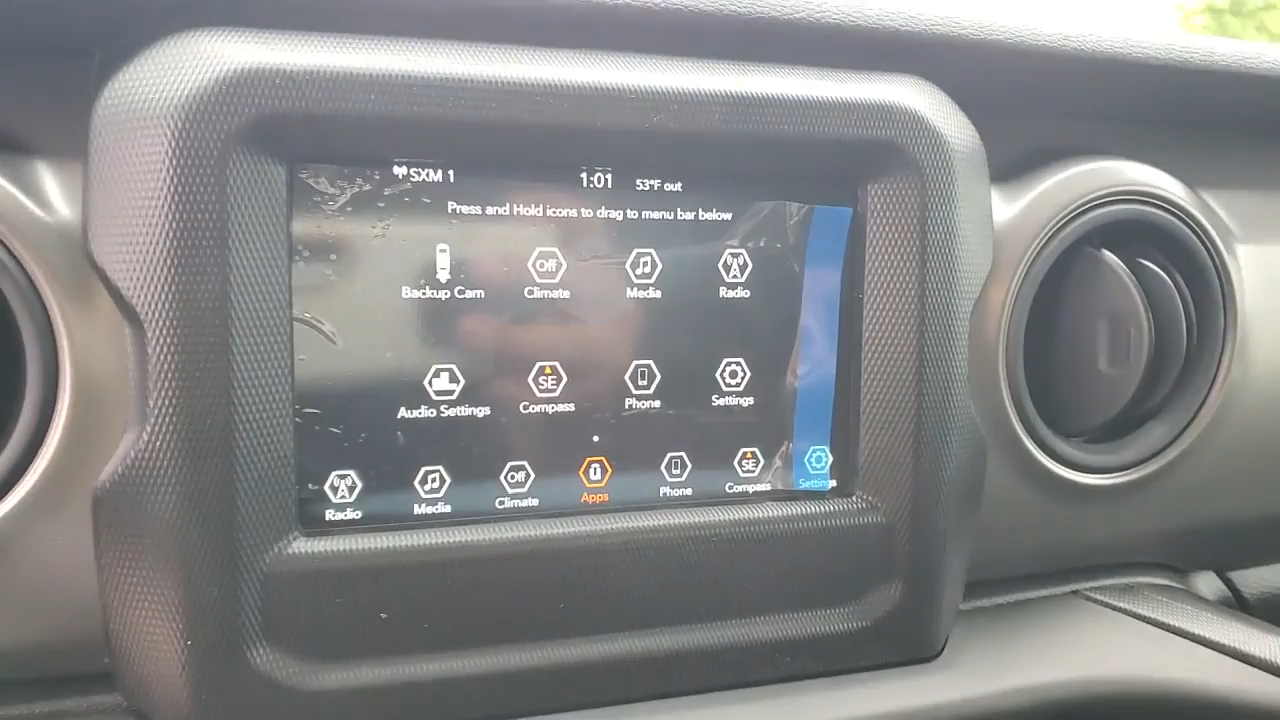 SXM 1 1:01 53°F out
Press and Hold icons to drag to menu bar below
Off
Backup Cam Climate Media Radio
SE
Audio Settings Compass Phone Settings
Off u SE
Radio Media Climate Apps Phone Compass Settings